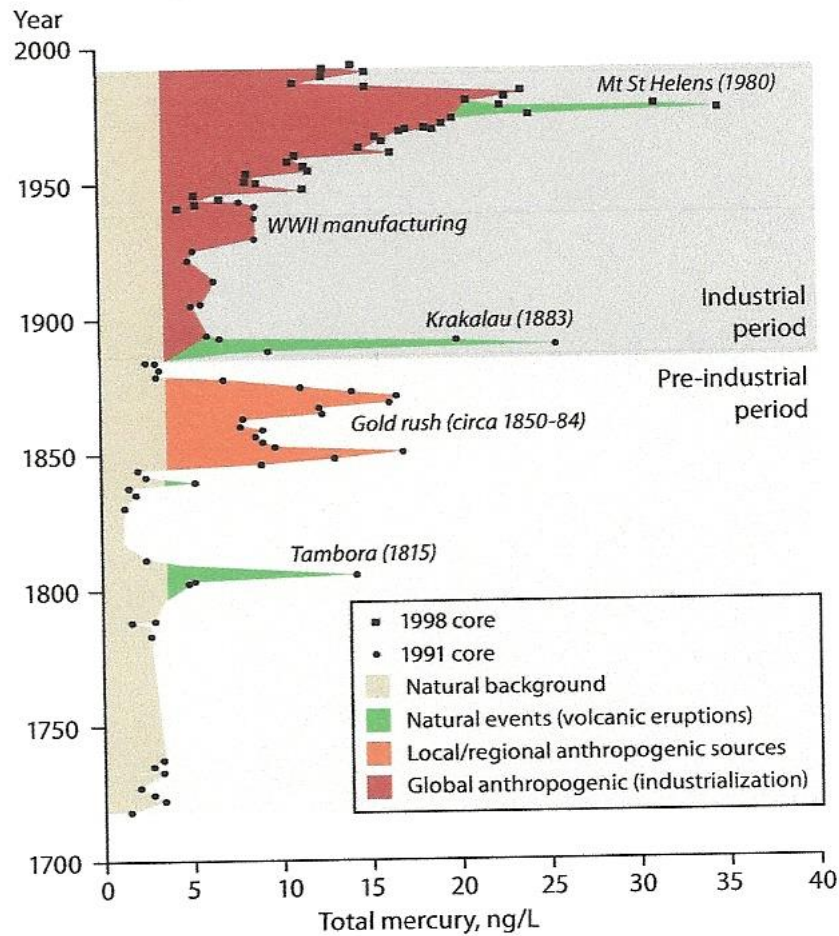 Year
2000
Mt St Helens (1980)
1950
WWII manufacturing
Industrial
period
1900
Krakalau (1883)
Pre-industrial
period
Gold rush (circa 1850-84)
1850
Tambora (1815)
1800
1998 core
1991 core
Natural background
Natural events (volcanic eruptions)
Local/regional anthropogenic sources
Global anthropogenic (industrialization)
1750
1700
0 5 10 15 20 25 30 35 40
Total mercury, ng/L